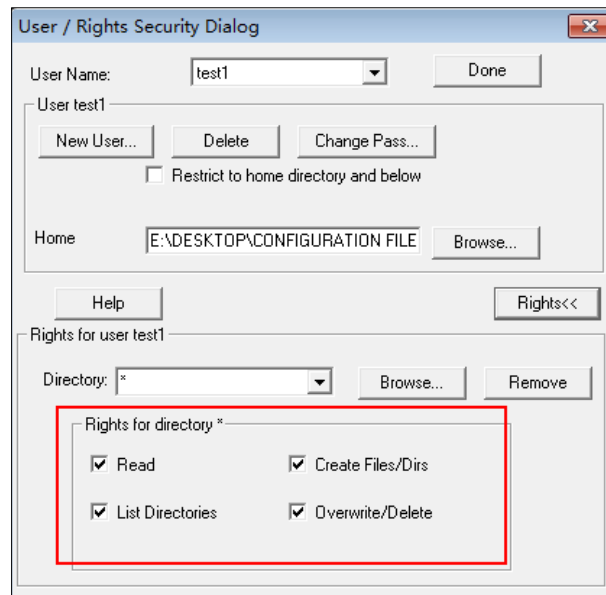 User / Rights Security Dialog
User Name: test1 Done
User test1
New User... Delete Change Pass...
Restrict to home directory and below
Home E:\DESKTOP\CONFIGURATION FILE Browse...
Help Rights<<
Rights for user test1
Directory: * Browse... Remove
Rights for directory *
Read Create Files/Dirs
List Directories Overwrite/Delete